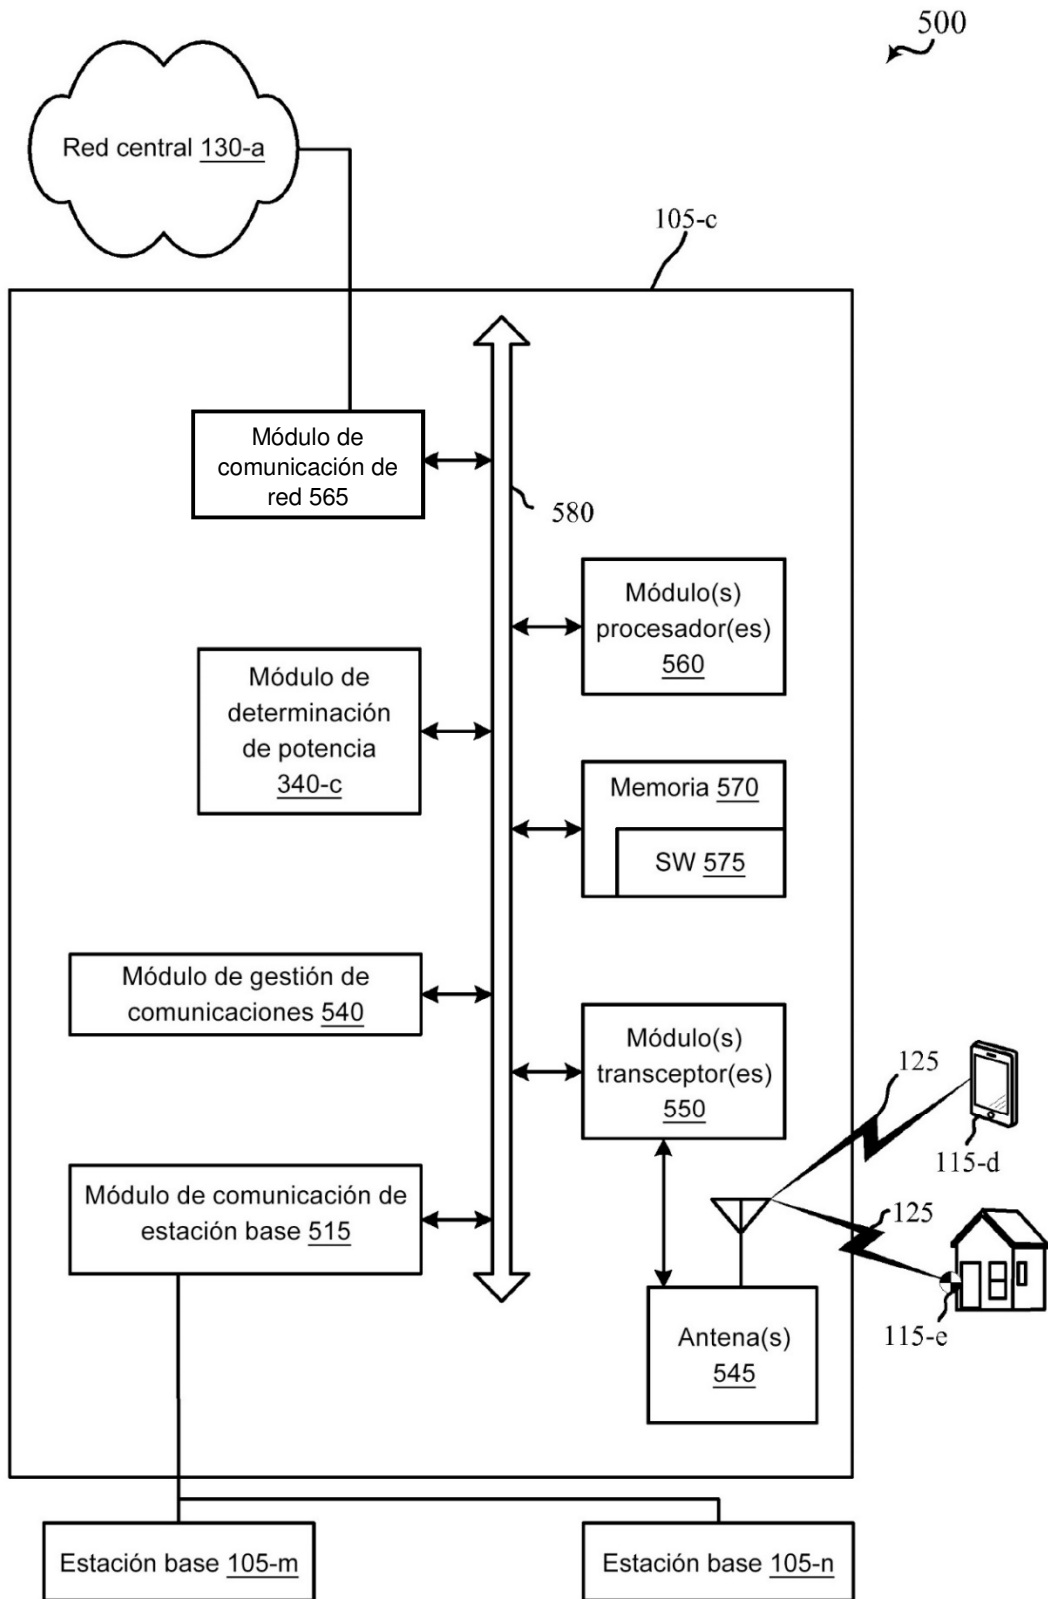 500
Red central 130-a
105-c
Módulo de
comunicación de
red 565
580
Módulo(s)
procesador(es)
560
Módulo de
determinación
de potencia
340-c
Memoria 570
SW 575
Módulo de gestión de
comunicaciones 540
Módulo(s)
transceptor(es)
550
125
115-d
Módulo de comunicación de
estación base 515
125
115-e
Antena(s)
545
Estación base 105-m
Estación base 105-n